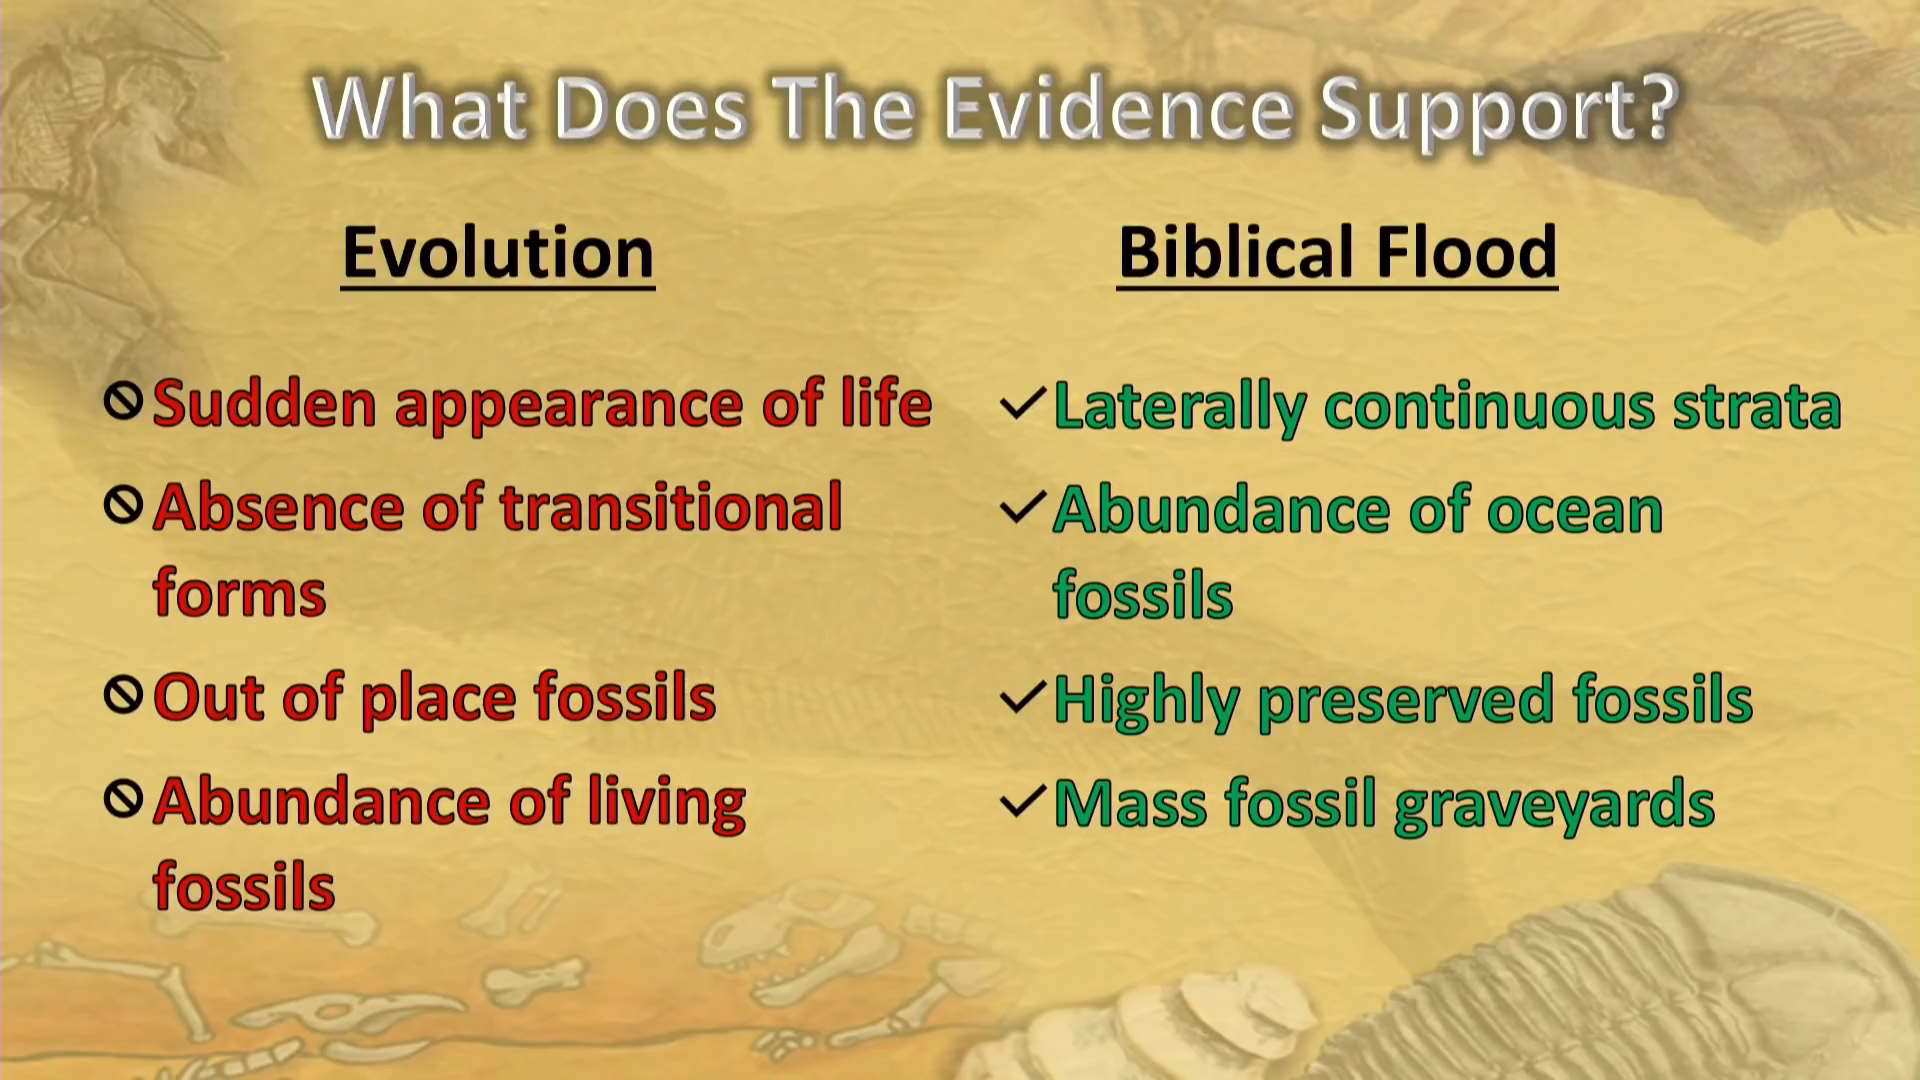 What Does The Evidence Support?
Evolution
Sudden appearance of life
Absence of transitional
forms
Out of place fossils
Abundance of living
fossils
Biblical Flood
Laterally continuous strata
Abundance of ocean
fossils
Highly preserved fossils
Mass fossil graveyards